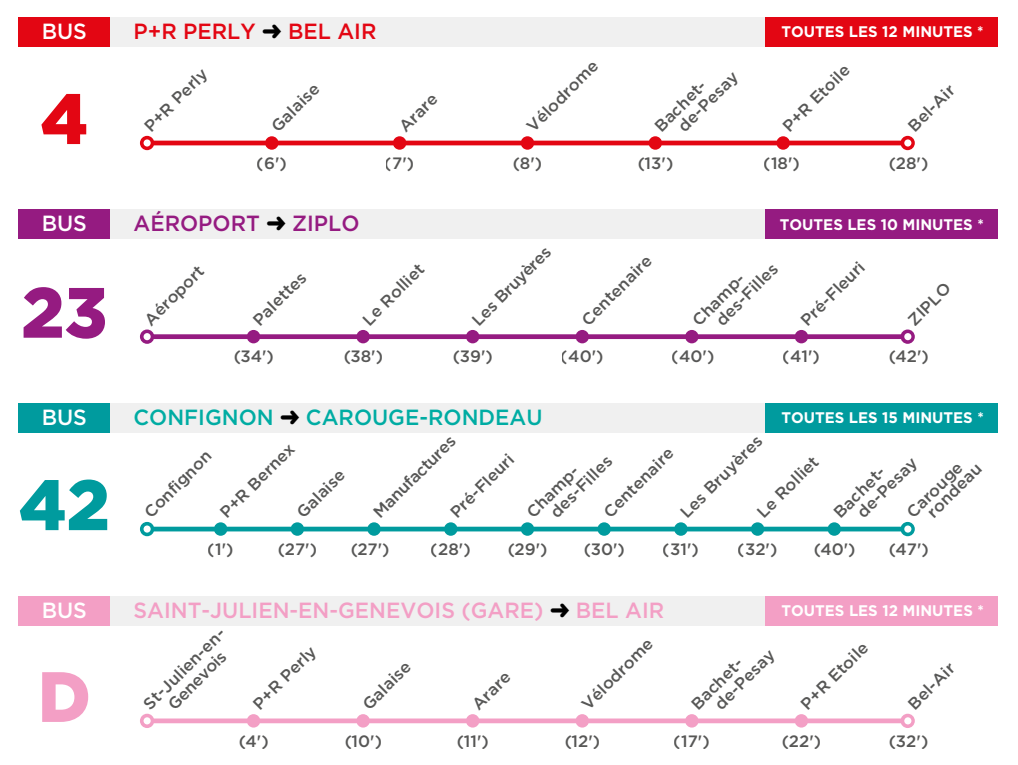 BUS P+R PERLY ➜ BEL AIR TOUTES LES 12 MINUTES *
4
P+R Perly
Galaise
Arare
Vélodrome
Bachet-
de-Pesay
P+R Etoile
Bel-Air
(6') (7') (8') (13') (18') (28')
BUS AÉROPORT ➜ ZIPLO TOUTES LES 10 MINUTES *
23
Aéroport
Palettes
Le Rolliet
Les Bruyères
Centenaire
Champ-
des-Filles
Pré-Fleuri
ZIPLO
(34') (38') (39') (40') (40') (41') (42')
BUS CONFIGNON ➜ CAROUGE-RONDEAU TOUTES LES 15 MINUTES *
42
Confignon
P+R Bernex
Galaise
Manufactures
Pré-Fleuri
Champ-
des-Filles
Centenaire
Les Bruyères
Le Rolliet
Bachet-
de-Pesay
Carouge
rondeau
(1') (27') (27') (28') (29') (30') (31') (32') (40') (47')
BUS SAINT-JULIEN-EN-GENEVOIS (GARE) ➜ BEL AIR TOUTES LES 12 MINUTES *
D
St-Julien-en-
Genevois
P+R Perly
Galaise
Arare
Vélodrome
Bachet-
de-Pesay
P+R Etoile
Bel-Air
(4') (10') (11') (12') (17') (22') (32')